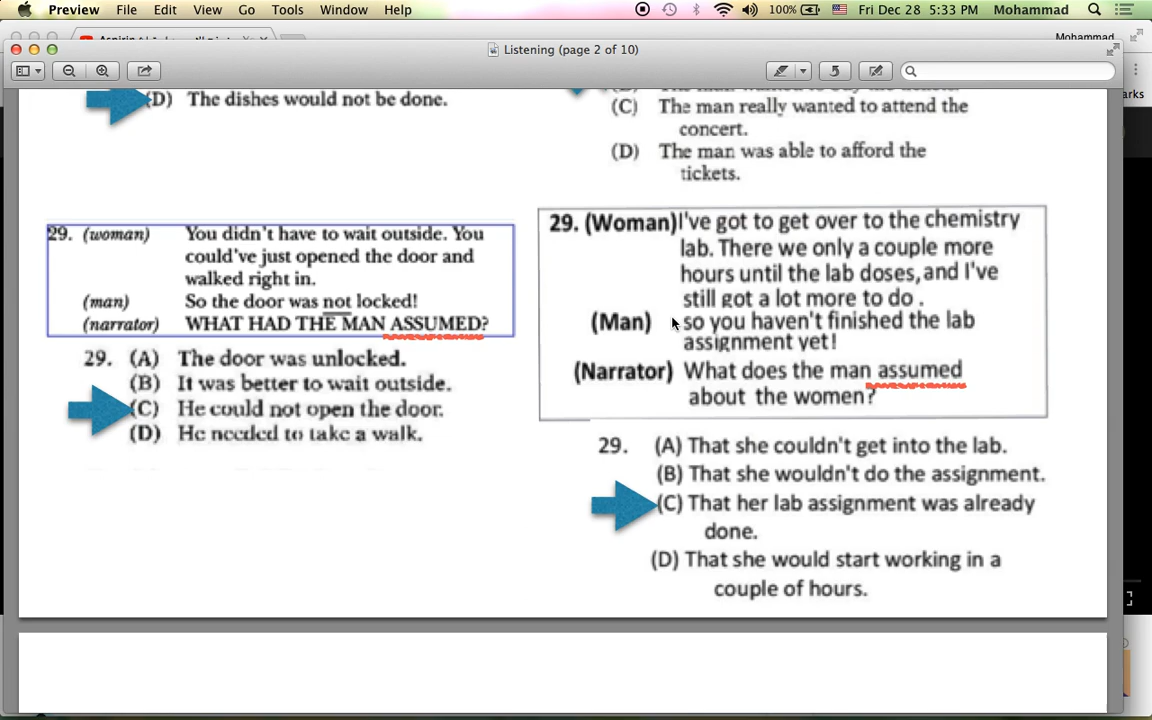 Preview File Edit View Go Tools Window Help 100% Fri Dec 28 5:33 PM Mohammad
Mohammad
Listening (page 2 of 10)
(D) The dishes would not be done.
(C) The man really wanted to attend the
concert.
(D) The man was able to afford the
tickets.
29. (woman) You didn't have to wait outside. You
could've just opened the door and
walked right in.
(man) So the door was not locked!
(narrator) WHAT HAD THE MAN ASSUMED?
29. (A) The door was unlocked.
(B) It was better to wait outside.
(C) He could not open the door.
(D) He needed to take a walk.
29. (Woman) I've got to get over to the chemistry
lab. There we only a couple more
hours until the lab doses, and I've
still got a lot more to do .
(Man) so you haven't finished the lab
assignment yet!
(Narrator) What does the man assumed
about the women?
29. (A) That she couldn't get into the lab.
(B) That she wouldn't do the assignment.
(C) That her lab assignment was already
done.
(D) That she would start working in a
couple of hours.